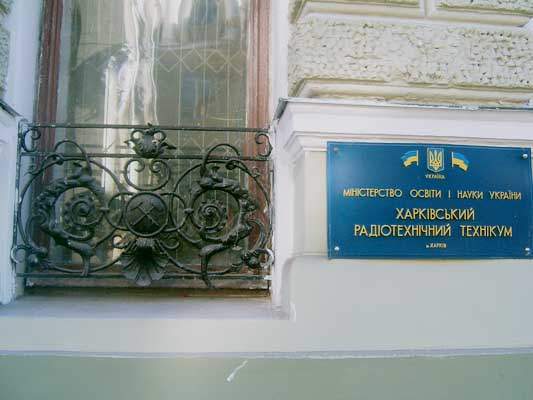 УКРАЇНА
МІНІСТЕРСТВО ОСВІТИ І НАУКИ УКРАЇНИ
ХАРКІВСЬКИЙ
РАДІОТЕХНІЧНИЙ ТЕХНІКУМ
м. ХАРКІВ